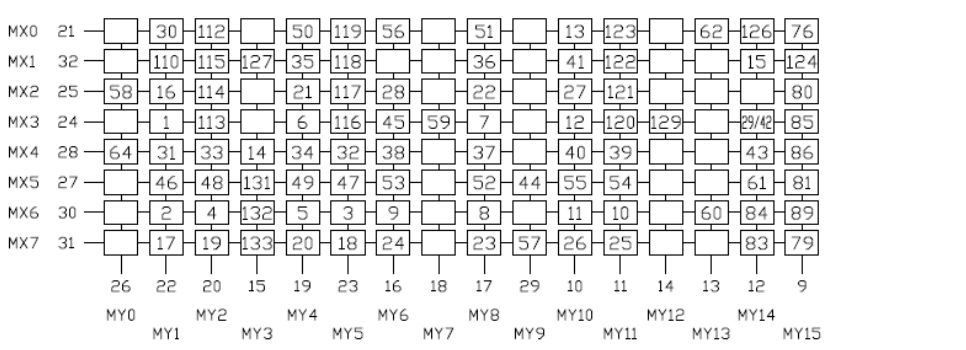 MX0 21 30 112 50 119 56 51 13 123 62 126 76
MX1 32 110 115 127 35 118 36 41 122 15 124
MX2 25 58 16 114 21 117 28 22 27 121 80
MX3 24 1 113 6 116 45 59 7 12 120 129 29/42 85
MX4 28 64 31 33 14 34 32 38 37 40 39 43 86
MX5 27 46 48 131 49 47 53 52 44 55 54 61 81
MX6 30 2 4 132 5 3 9 8 11 10 60 84 89
MX7 31 17 19 133 20 18 24 23 57 26 25 83 79
26 22 20 15 19 23 16 18 17 29 10 11 14 13 12 9
MY0 MY2 MY4 MY6 MY8 MY10 MY12 MY14
MY1 MY3 MY5 MY7 MY9 MY11 MY13 MY15